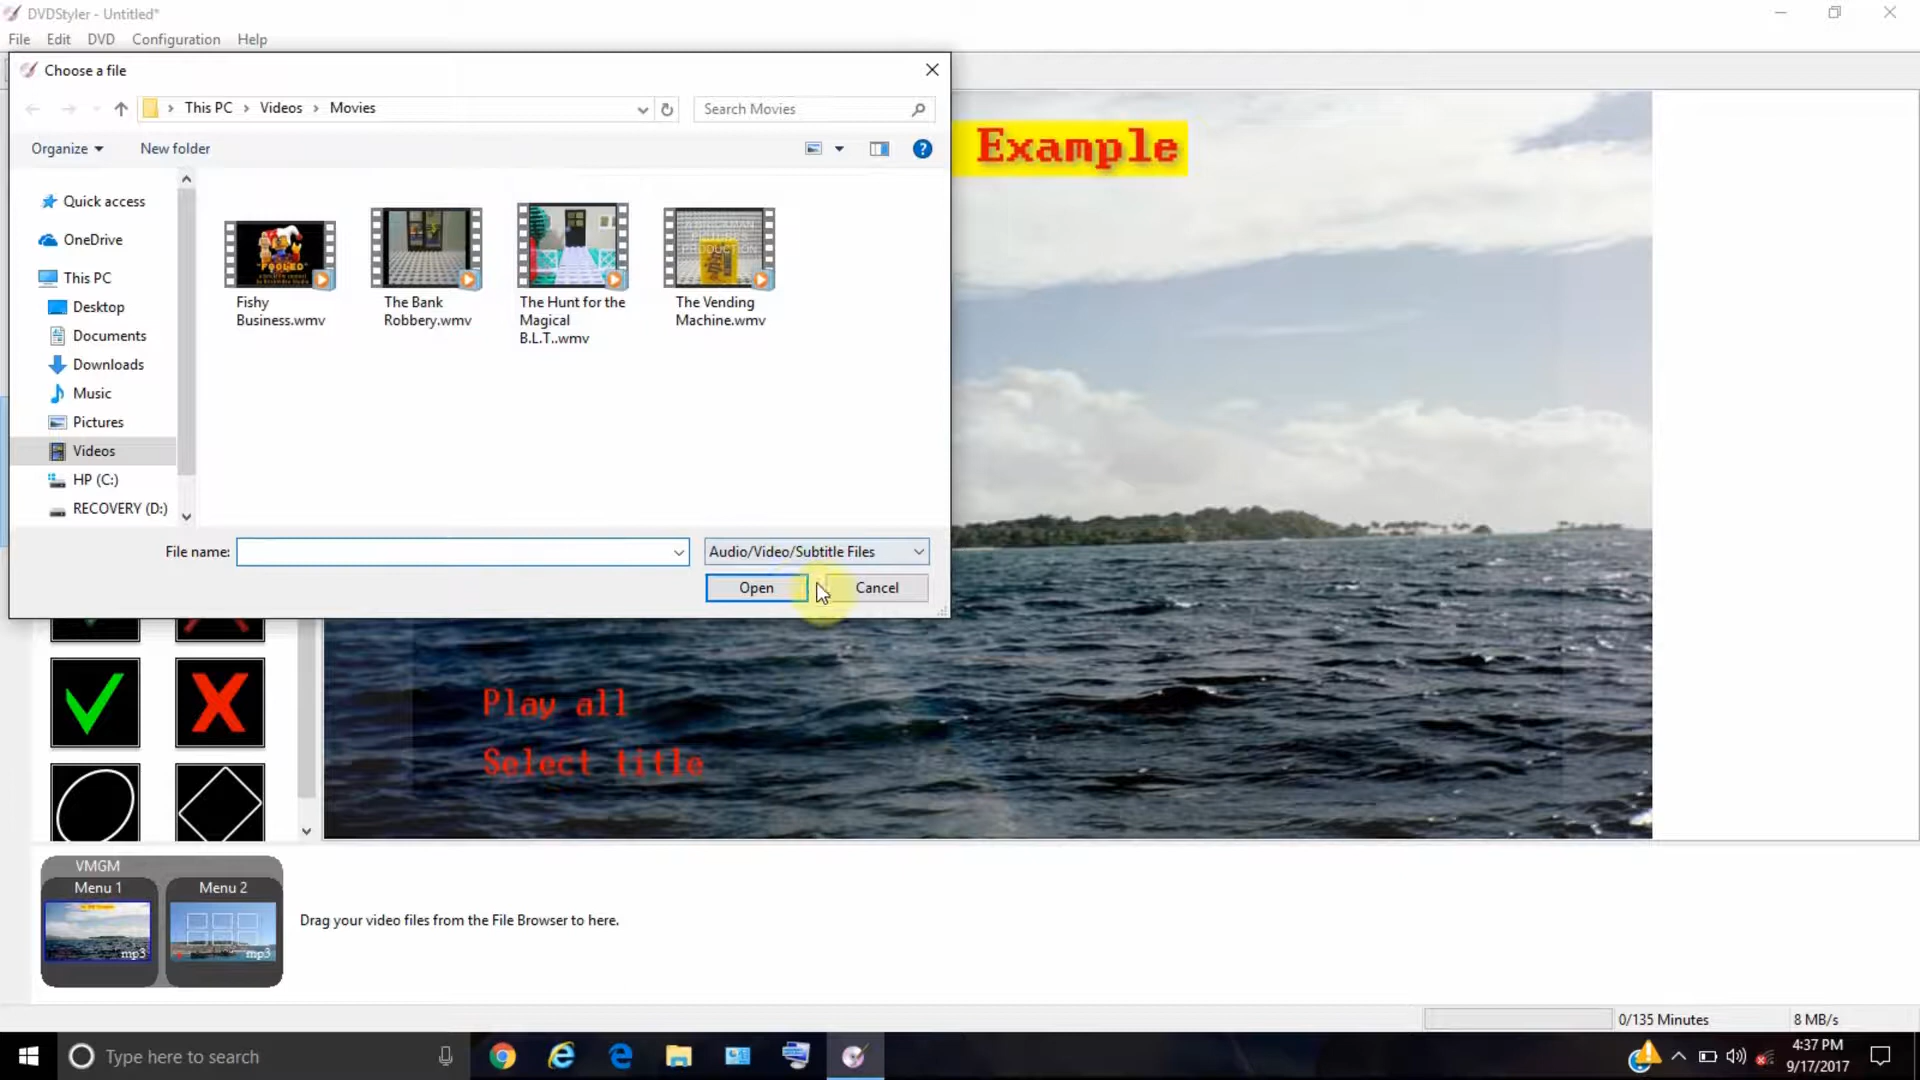 DVDStyler - Untitled*
File Edit DVD Configuration Help
Choose a file
This PC Videos Movies
Search Movies
Organize New folder
Quick access
OneDrive
This PC
Desktop
Documents
Downloads
Music
Pictures
Videos
HP (C:)
RECOVERY (D:)
"FOOLED"
PRODUCTION
Fishy
Business.wmv
The Bank
Robbery.wmv
The Hunt for the
Magical
B.L.T..wmv
The Vending
Machine.wmv
File name:
Audio/Video/Subtitle Files
Open Cancel
Example
Play all
Select title
VMGM
Menu 1 Menu 2
mp3 mp3
Drag your video files from the File Browser to here.
0/135 Minutes 8 MB/s
Type here to search
4:37 PM
9/17/2017